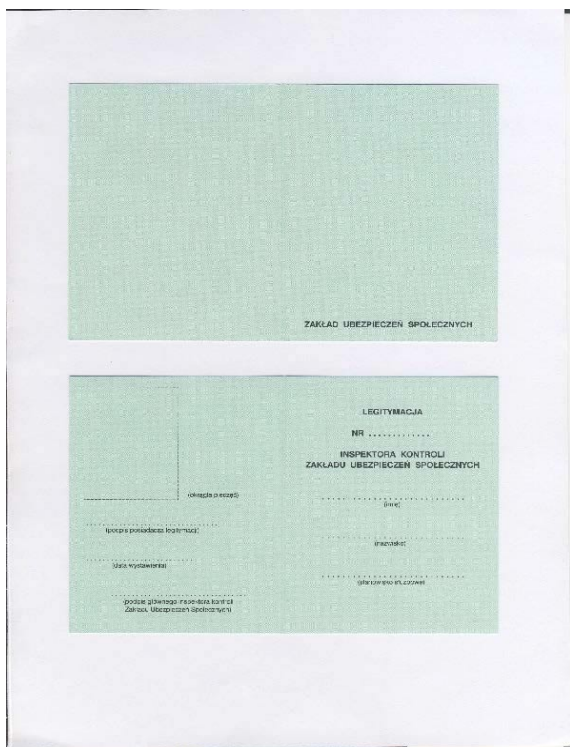 ZAKŁAD UBEZPIECZEŃ SPOŁECZNYCH
(okrągła pieczęć)
(podpis posiadacza legitymacji)
(data wystawienia)
(podpis głównego inspektora kontroli
Zakładu Ubezpieczeń Społecznych)
LEGITYMACJA
NR .............
INSPEKTORA KONTROLI
ZAKŁADU UBEZPIECZEŃ SPOŁECZNYCH
(imię)
(nazwisko)
(stanowisko służbowe)